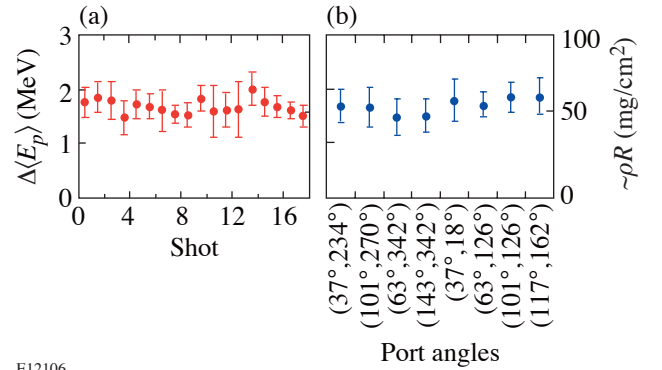 (a)
(b)
3
2
1
0
Δ⟨E_p⟩ (MeV)
0 4 8 12 16
Shot
100
50
0
~ρR (mg/cm²)
(37°,234°)
(101°,270°)
(63°,342°)
(143°,342°)
(37°,18°)
(63°,126°)
(101°,126°)
(117°,162°)
Port angles
E12106